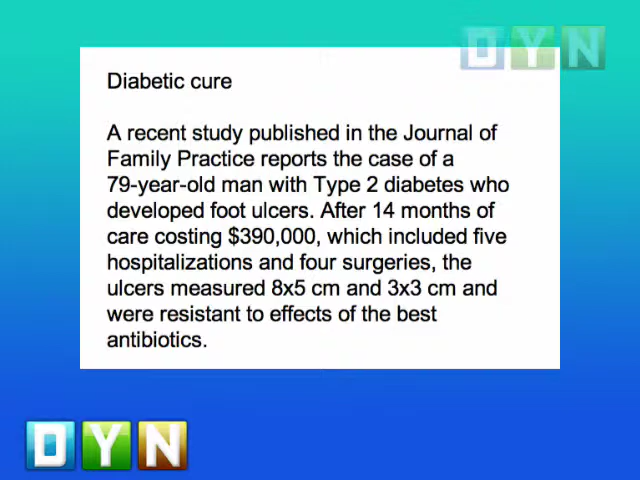 DYN
Diabetic cure
A recent study published in the Journal of
Family Practice reports the case of a
79-year-old man with Type 2 diabetes who
developed foot ulcers. After 14 months of
care costing $390,000, which included five
hospitalizations and four surgeries, the
ulcers measured 8x5 cm and 3x3 cm and
were resistant to effects of the best
antibiotics.
DYN